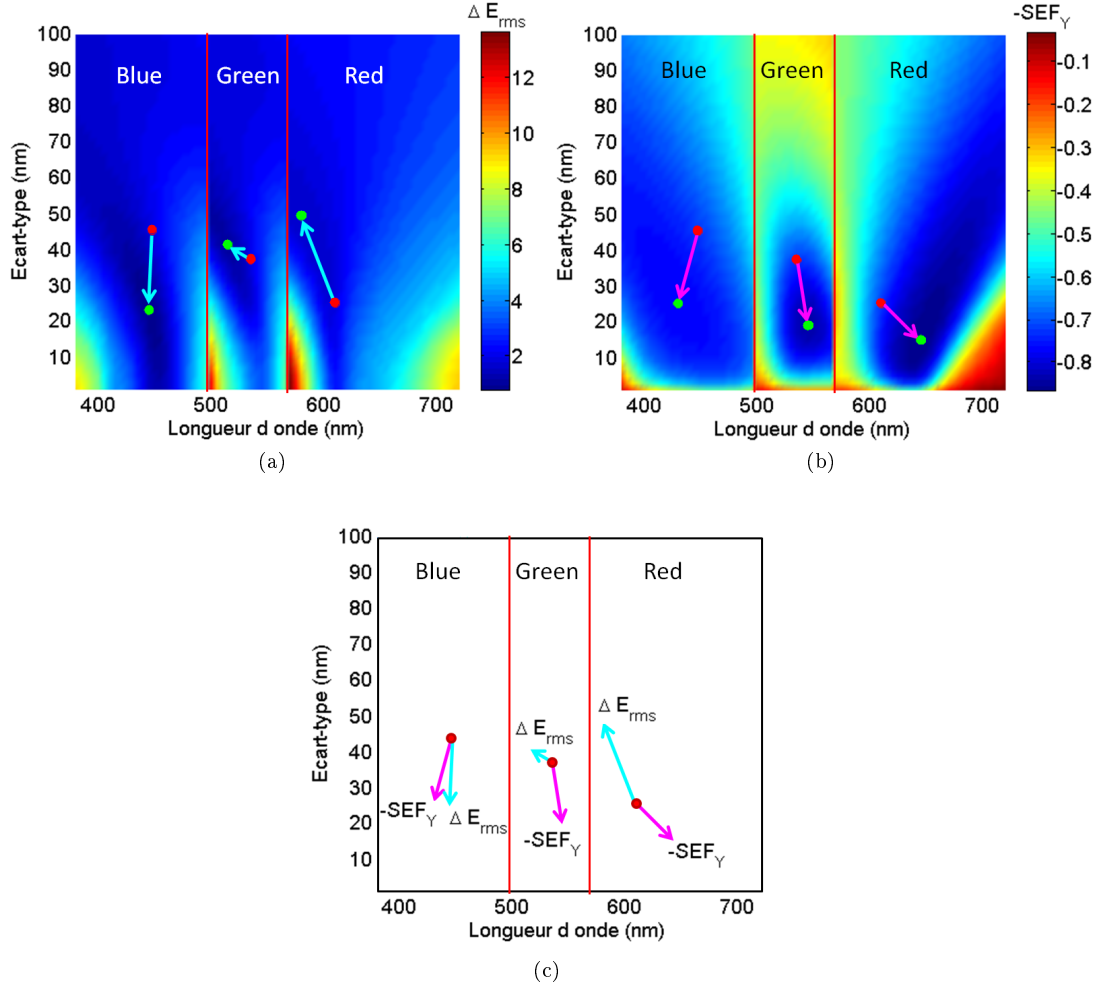 Δ E_rms
100
90
80
70
60
50
40
30
20
10
Ecart-type (nm)
Blue Green Red
400 500 600 700
Longueur d onde (nm)
12
10
8
6
4
2
(a)
-SEF_Y
100
90
80
70
60
50
40
30
20
10
Ecart-type (nm)
Blue Green Red
400 500 600 700
Longueur d onde (nm)
-0.1
-0.2
-0.3
-0.4
-0.5
-0.6
-0.7
-0.8
(b)
100
90
80
70
60
50
40
30
20
10
Ecart-type (nm)
Blue Green Red
Δ E_rms
Δ E_rms
-SEF_Y
Δ E_rms
-SEF_Y
-SEF_Y
400 500 600 700
Longueur d onde (nm)
(c)